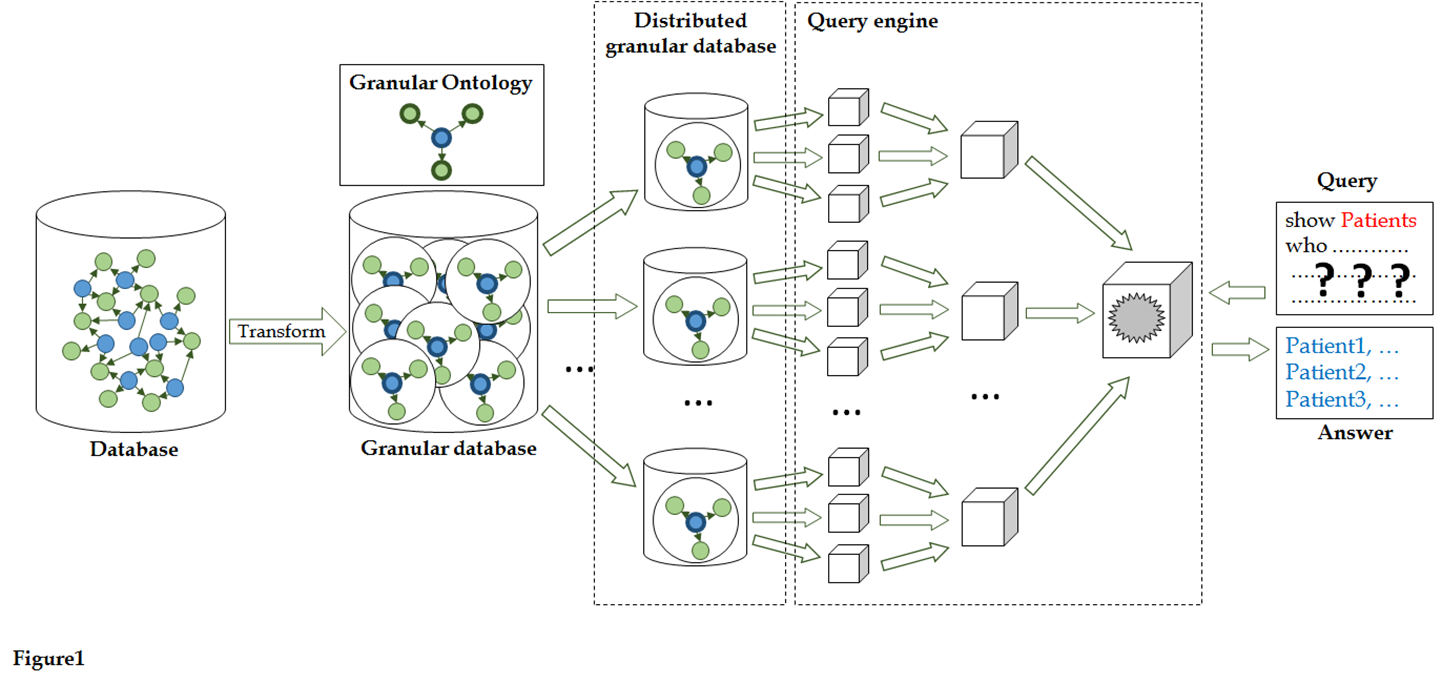 Distributed
granular database
Query engine
Granular Ontology
Query
show Patients
who ............
....................
? ? ?
....................
Transform
...
Patient1, ...
Patient2, ...
Patient3, ...
...
...
...
Answer
Database
Granular database
Figure1